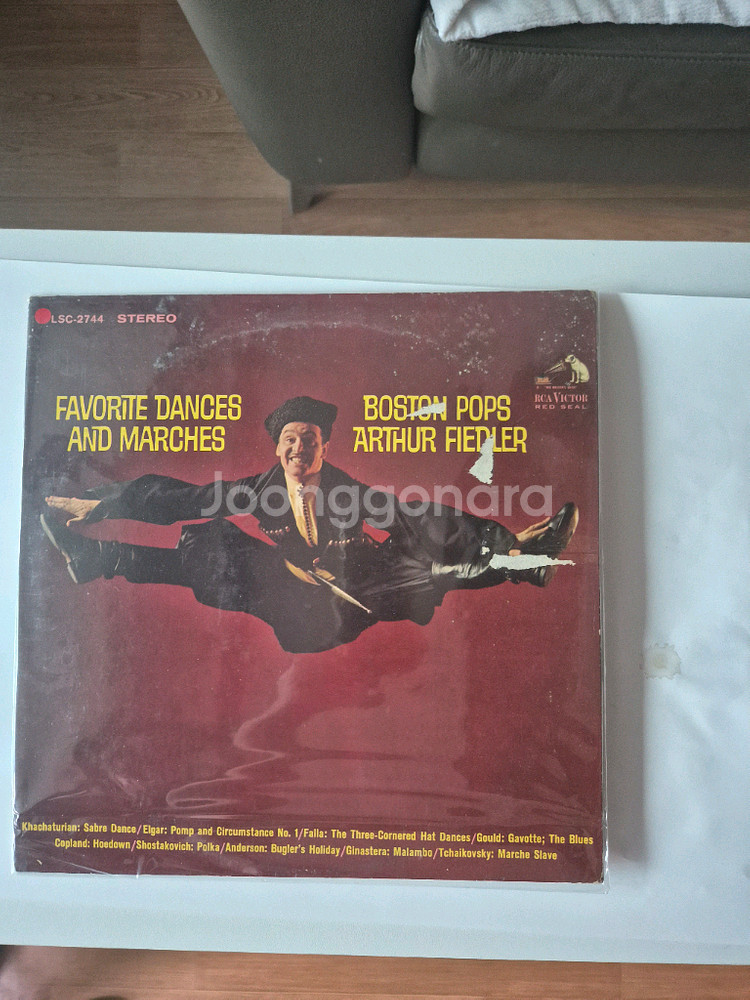 LSC-2744 STEREO
FAVORITE DANCES
AND MARCHES
BOSTON POPS
ARTHUR FIEDLER
RCA VICTOR
RED SEAL
Joonggonara
Khachaturian: Sabre Dance/Elgar: Pomp and Circumstance No. 1/Falla: The Three-Cornered Hat Dances/Gould: Gavotte; The Blues
Copland: Hoedown/Shostakovich: Polka/Anderson: Bugler's Holiday/Ginastera: Malambo/Tchaikovsky: Marche Slave